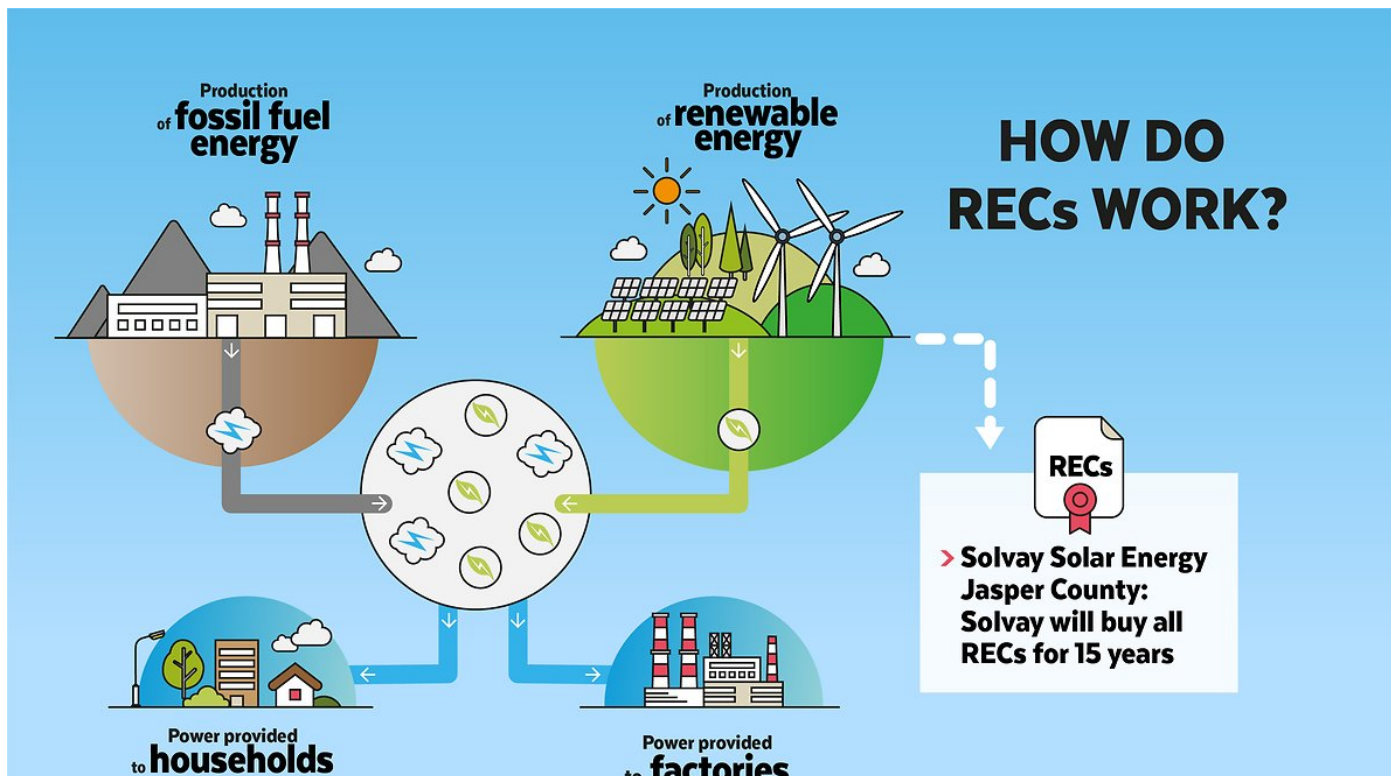 Production
of fossil fuel
energy
Production
of renewable
energy
HOW DO
RECs WORK?
RECs
Solvay Solar Energy
Jasper County:
Solvay will buy all
RECs for 15 years
Power provided
to households
Power provided
to factories